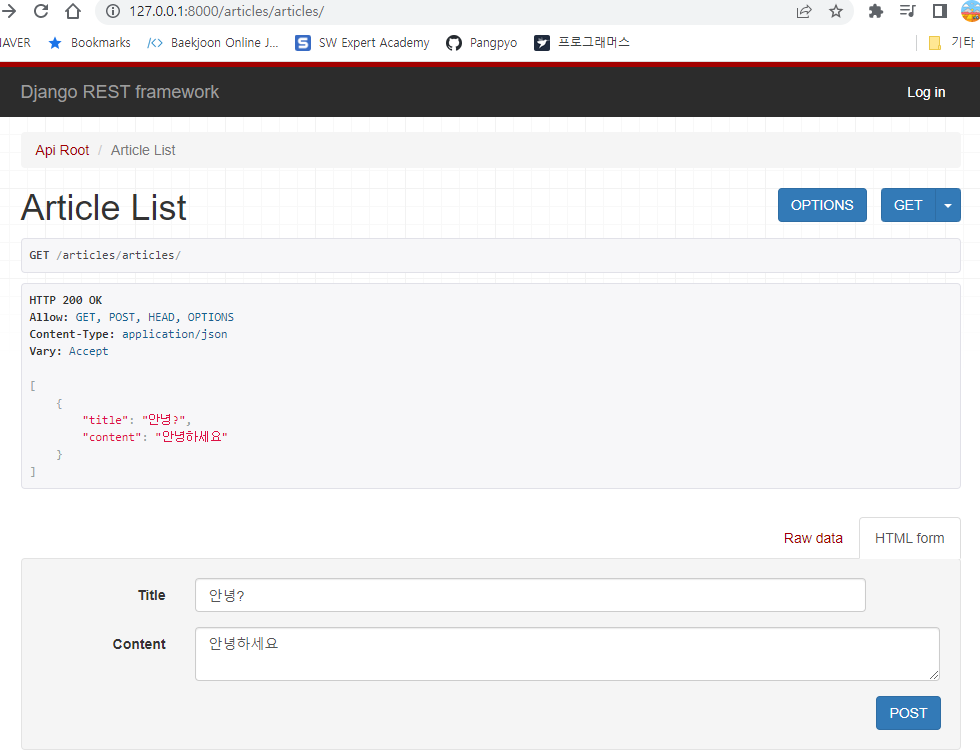 127.0.0.1:8000/articles/articles/
AVER Bookmarks </> Baekjoon Online J... S SW Expert Academy Pangpyo 프로그래머스 기타
Django REST framework Log in
Api Root / Article List
Article List OPTIONS GET
GET /articles/articles/
HTTP 200 OK
Allow: GET, POST, HEAD, OPTIONS
Content-Type: application/json
Vary: Accept
[
{
"title": "안녕?",
"content": "안녕하세요"
}
]
Raw data HTML form
Title 안녕?
Content 안녕하세요
POST